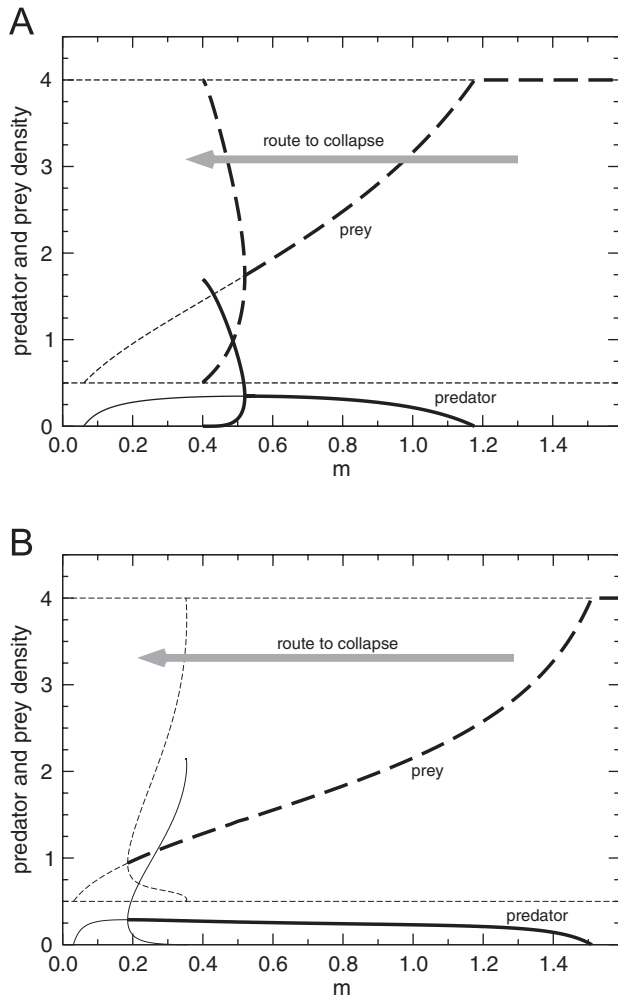 A
predator and prey density
4
3
2
1
0
route to collapse
prey
predator
0.0 0.2 0.4 0.6 0.8 1.0 1.2 1.4
m
B
predator and prey density
4
3
2
1
0
route to collapse
prey
predator
0.0 0.2 0.4 0.6 0.8 1.0 1.2 1.4
m